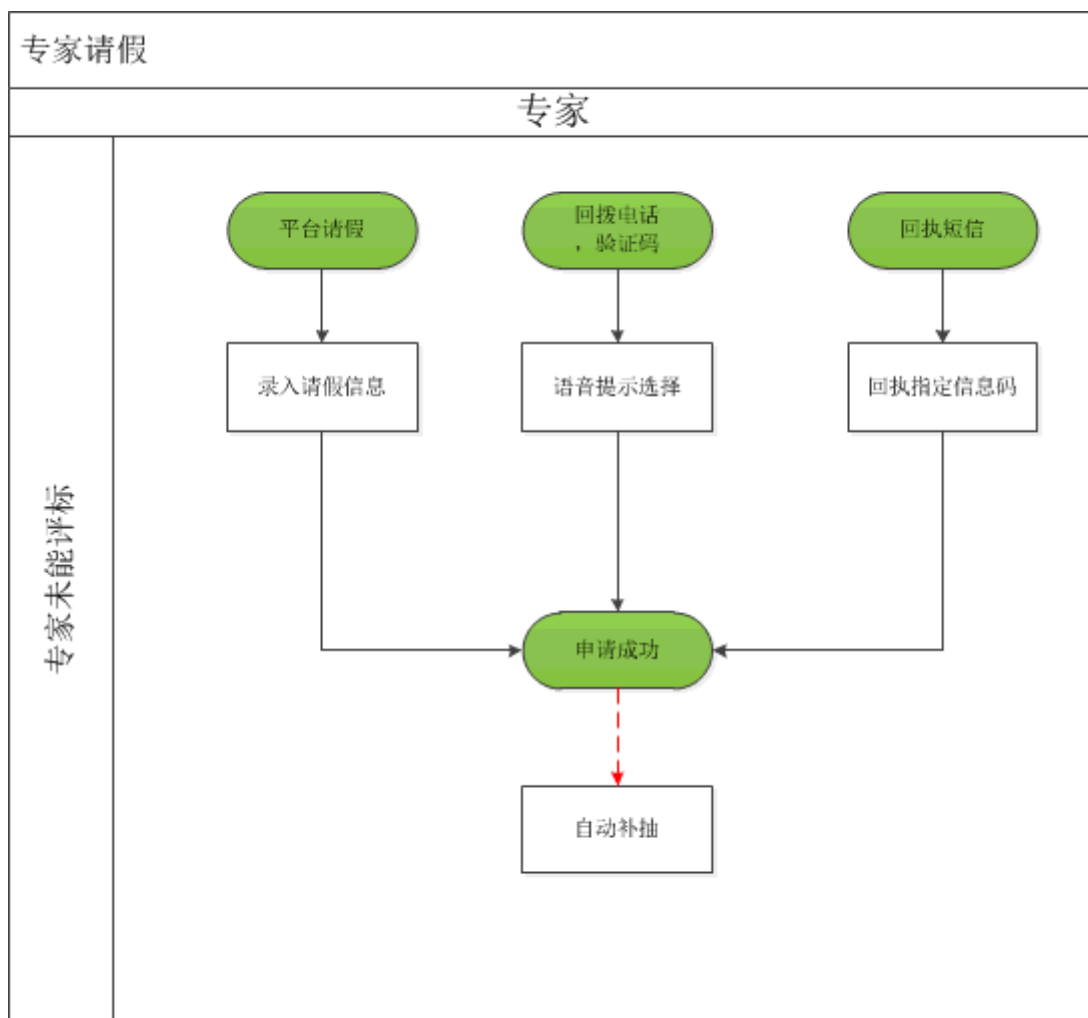 专家请假
专家
平台请假
回拨电话
，验证码
回执短信
录入请假信息
语音提示选择
回执指定信息码
专家未能评标
申请成功
自动补抽